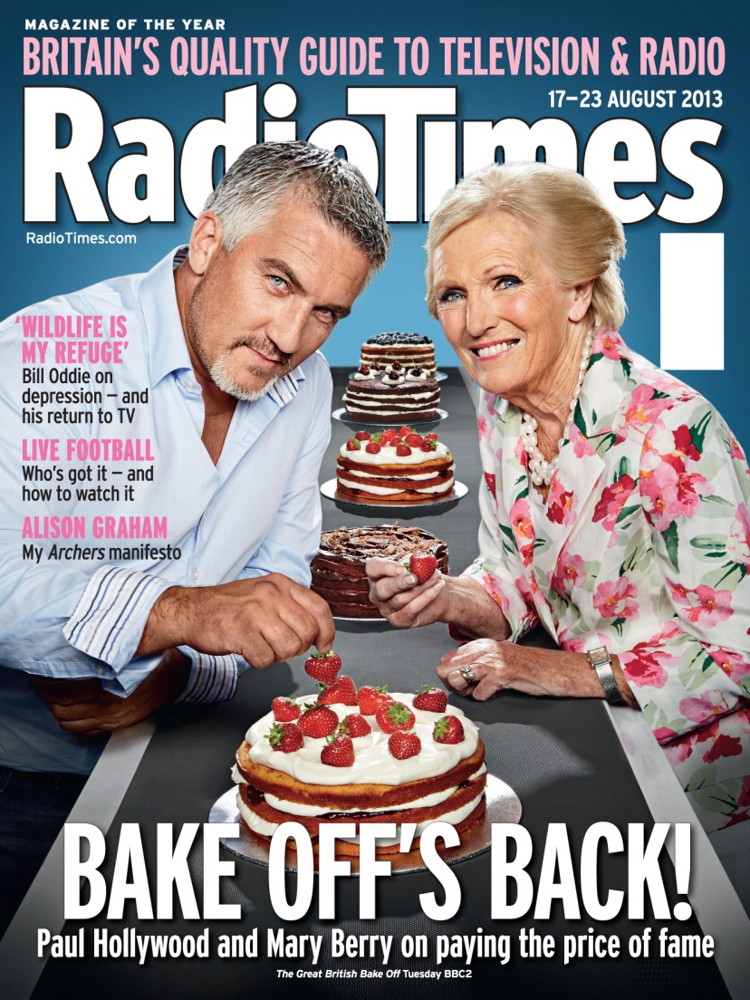 MAGAZINE OF THE YEAR
BRITAIN'S QUALITY GUIDE TO TELEVISION & RADIO
17–23 AUGUST 2013
RadioTimes
RadioTimes.com
‘WILDLIFE IS
MY REFUGE’
Bill Oddie on
depression – and
his return to TV
LIVE FOOTBALL
Who's got it – and
how to watch it
ALISON GRAHAM
My Archers manifesto
BAKE OFF'S BACK!
Paul Hollywood and Mary Berry on paying the price of fame
The Great British Bake Off Tuesday BBC2